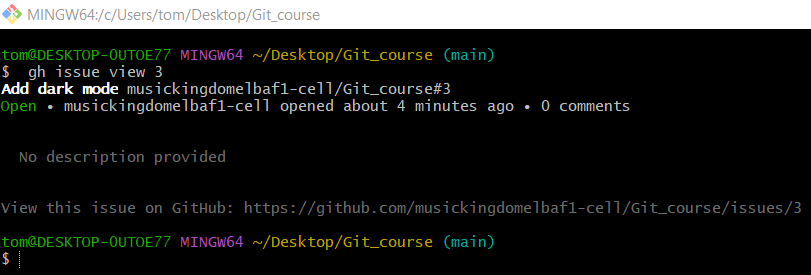 MINGW64:/c/Users/tom/Desktop/Git_course
tom@DESKTOP-OUTOE77 MINGW64 ~/Desktop/Git_course (main)
$  gh issue view 3
Add dark mode musickingdomelbaf1-cell/Git_course#3
Open • musickingdomelbaf1-cell opened about 4 minutes ago • 0 comments
No description provided
View this issue on GitHub: https://github.com/musickingdomelbaf1-cell/Git_course/issues/3
tom@DESKTOP-OUTOE77 MINGW64 ~/Desktop/Git_course (main)
$